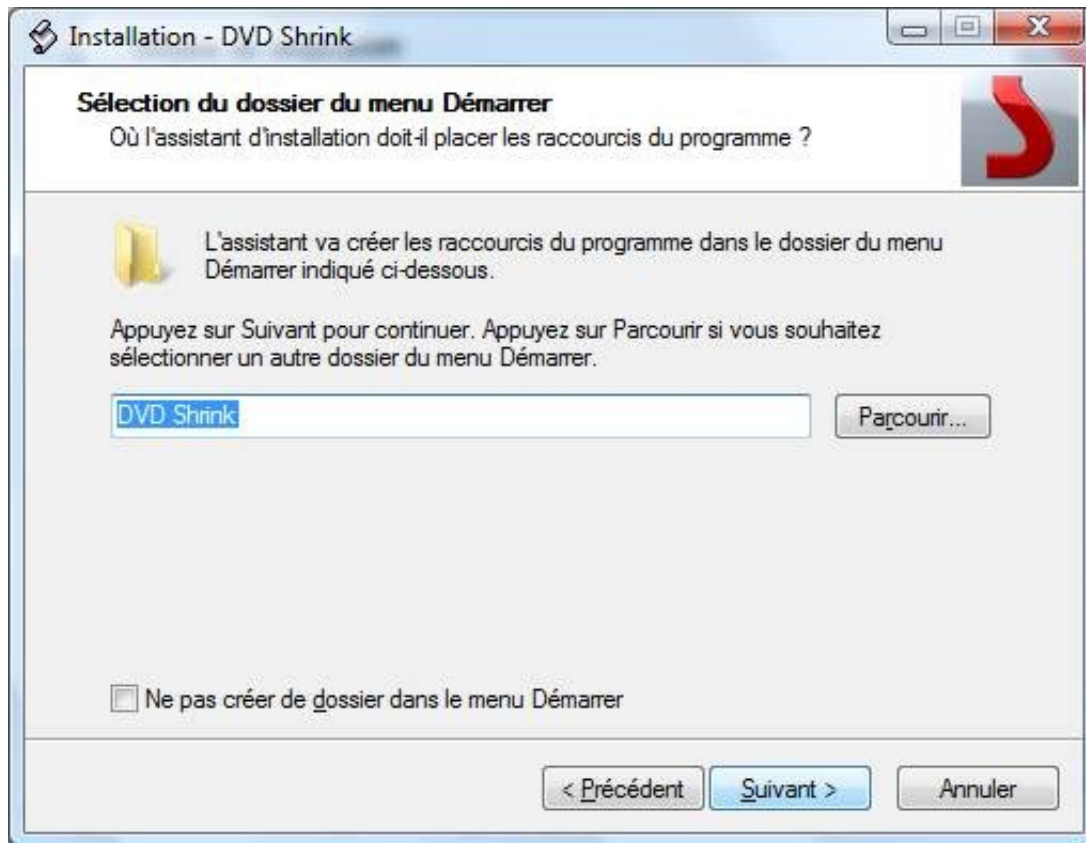 Installation - DVD Shrink
Sélection du dossier du menu Démarrer
Où l'assistant d'installation doit-il placer les raccourcis du programme ?
L'assistant va créer les raccourcis du programme dans le dossier du menu
Démarrer indiqué ci-dessous.
Appuyez sur Suivant pour continuer. Appuyez sur Parcourir si vous souhaitez
sélectionner un autre dossier du menu Démarrer.
DVD Shrink
Parcourir...
Ne pas créer de dossier dans le menu Démarrer
< Précédent
Suivant >
Annuler